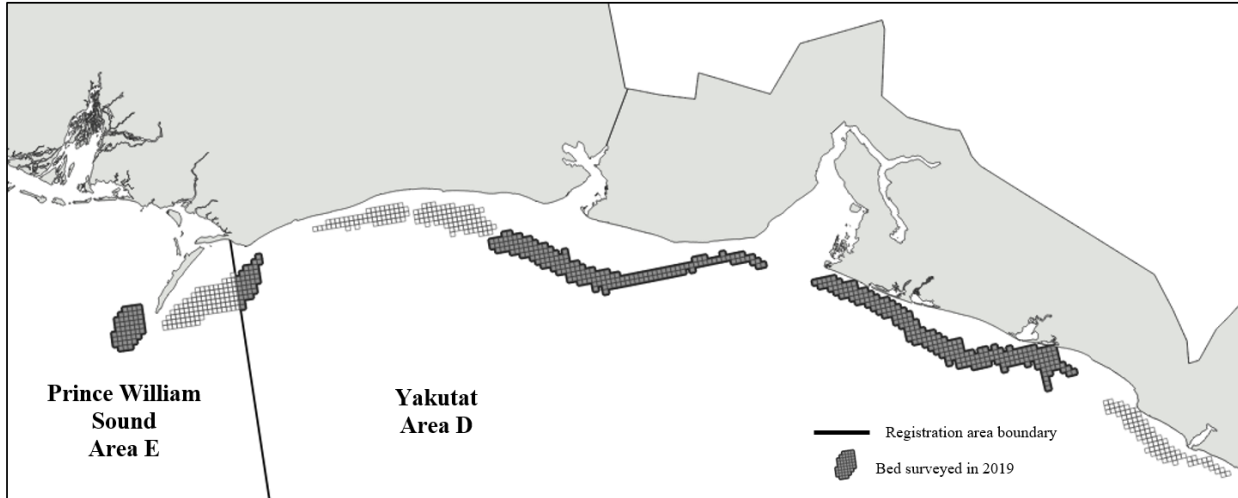 Prince William
Sound
Area E
Yakutat
Area D
Registration area boundary
Bed surveyed in 2019